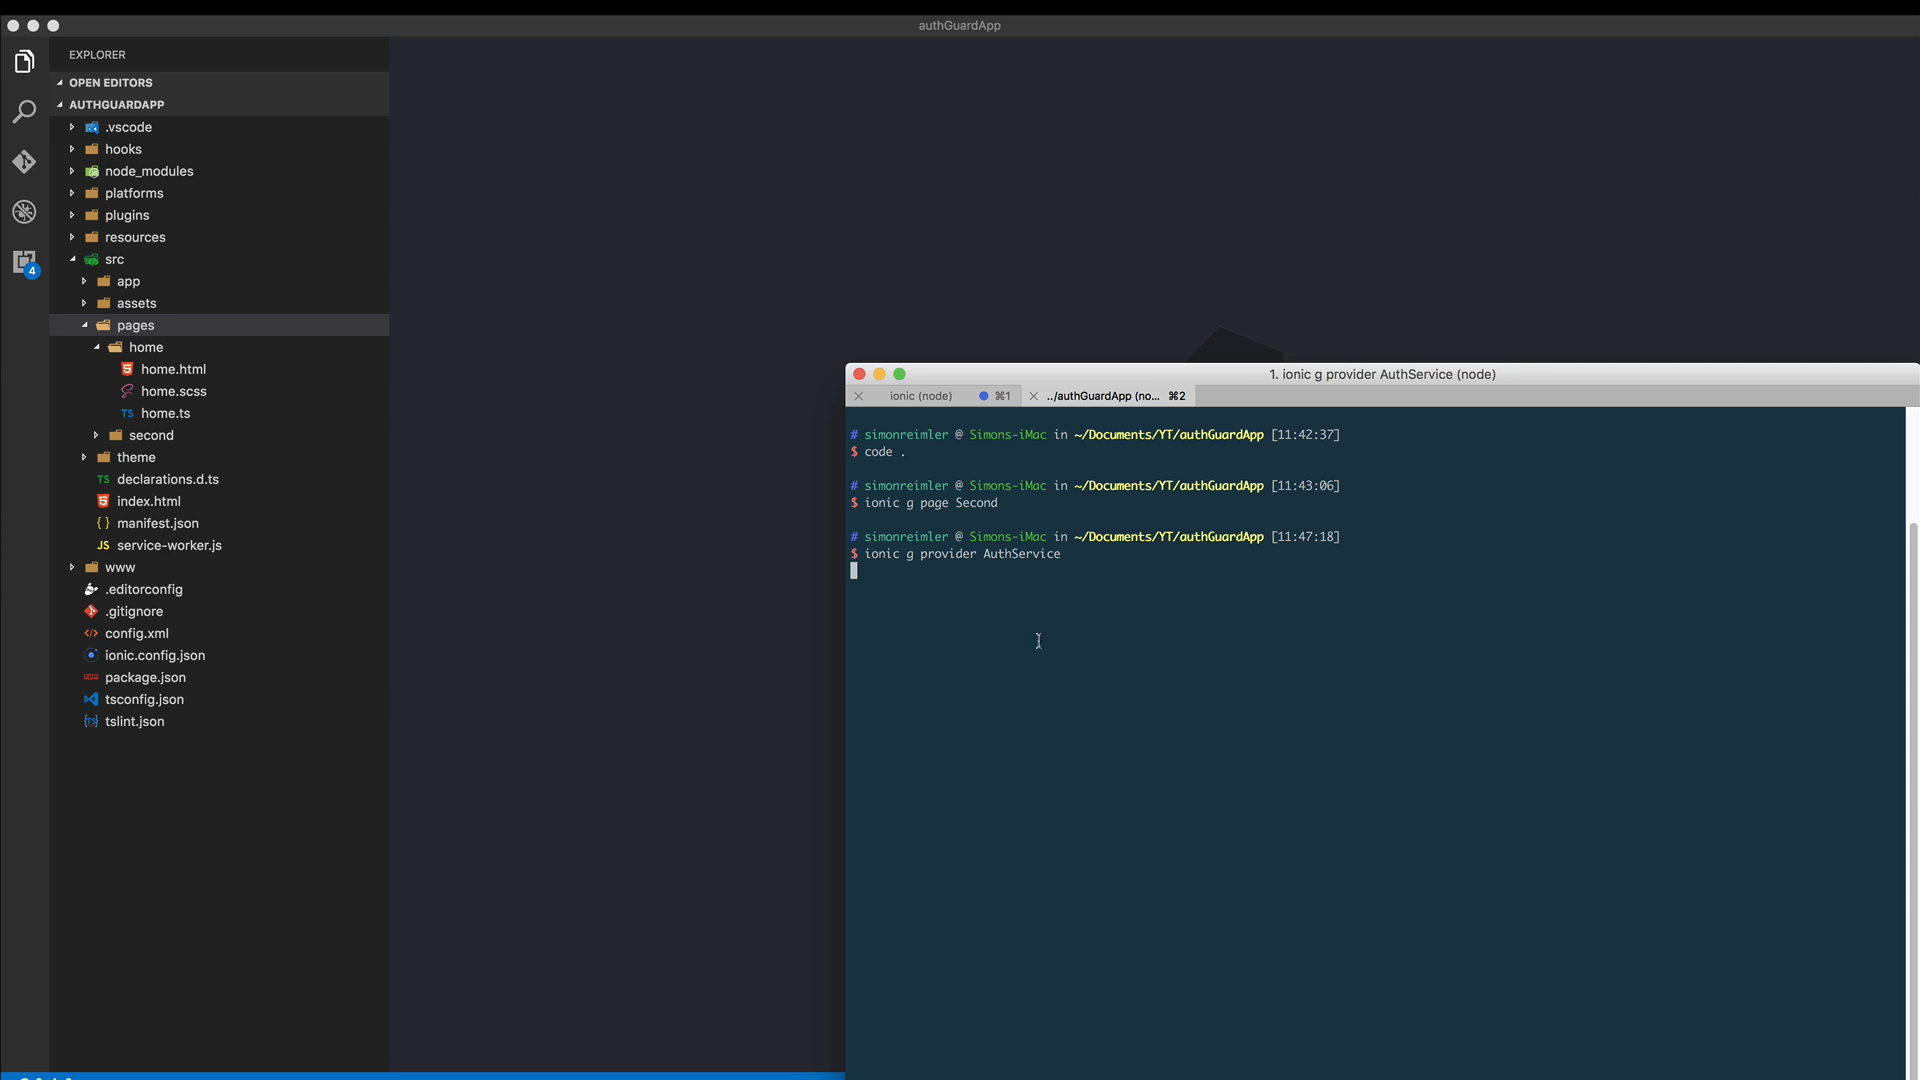 authGuardApp
EXPLORER
OPEN EDITORS
AUTHGUARDAPP
.vscode
hooks
node_modules
platforms
plugins
resources
src
app
assets
pages
home
home.html
home.scss
TS home.ts
second
theme
TS declarations.d.ts
index.html
{ } manifest.json
JS service-worker.js
www
.editorconfig
.gitignore
config.xml
ionic.config.json
package.json
tsconfig.json
tslint.json
4
1. ionic g provider AuthService (node)
ionic (node) ⌘1
../authGuardApp (no... ⌘2
# simonreimler @ Simons-iMac in ~/Documents/YT/authGuardApp [11:42:37]
$ code .
# simonreimler @ Simons-iMac in ~/Documents/YT/authGuardApp [11:43:06]
$ ionic g page Second
# simonreimler @ Simons-iMac in ~/Documents/YT/authGuardApp [11:47:18]
$ ionic g provider AuthService